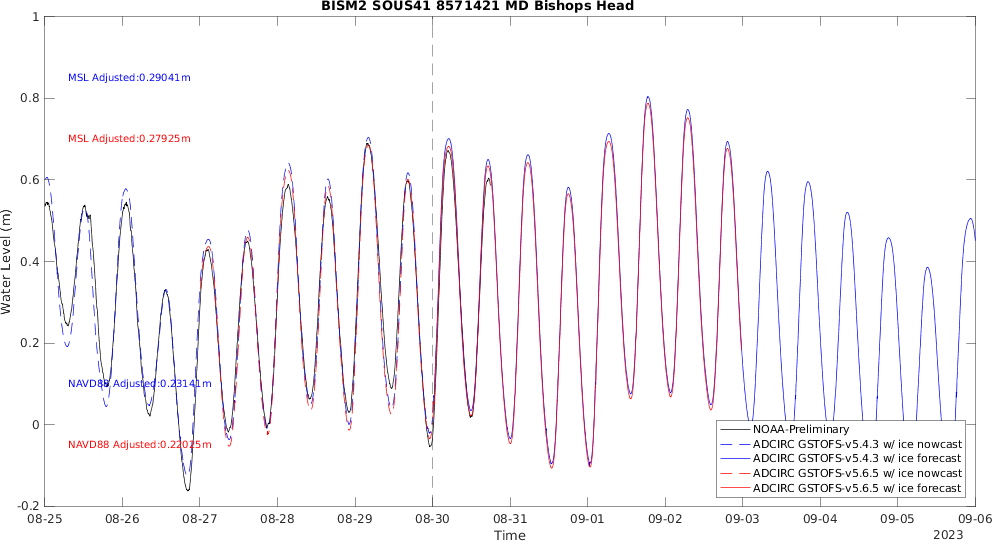 BISM2 SOUS41 8571421 MD Bishops Head
1
0.8
0.6
0.4
0.2
0
-0.2
Water Level (m)
MSL Adjusted:0.29041m
MSL Adjusted:0.27925m
NAVD88 Adjusted:0.23141m
NAVD88 Adjusted:0.22025m
NOAA-Preliminary
ADCIRC GSTOFS-v5.4.3 w/ ice nowcast
ADCIRC GSTOFS-v5.4.3 w/ ice forecast
ADCIRC GSTOFS-v5.6.5 w/ ice nowcast
ADCIRC GSTOFS-v5.6.5 w/ ice forecast
08-25 08-26 08-27 08-28 08-29 08-30 08-31 09-01 09-02 09-03 09-04 09-05 09-06
Time
2023